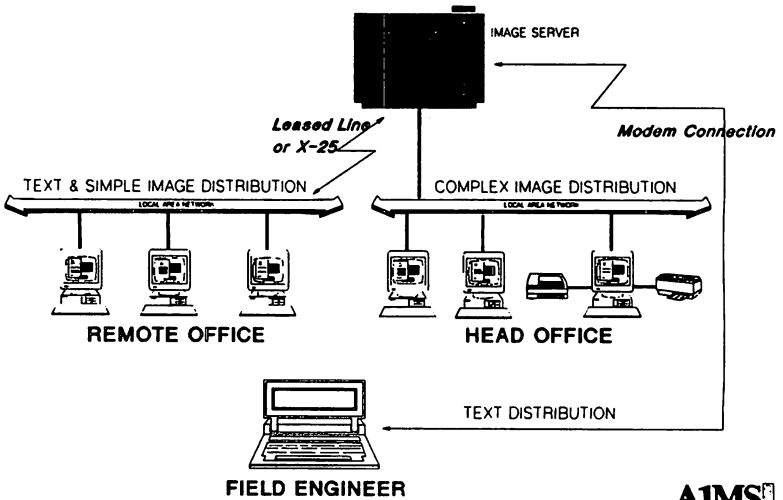 IMAGE SERVER
Leased Line
or X-25
Modem Connection
TEXT & SIMPLE IMAGE DISTRIBUTION
COMPLEX IMAGE DISTRIBUTION
LOCAL AREA NETWORK
LOCAL AREA NETWORK
REMOTE OFFICE
HEAD OFFICE
TEXT DISTRIBUTION
FIELD ENGINEER
A1MS